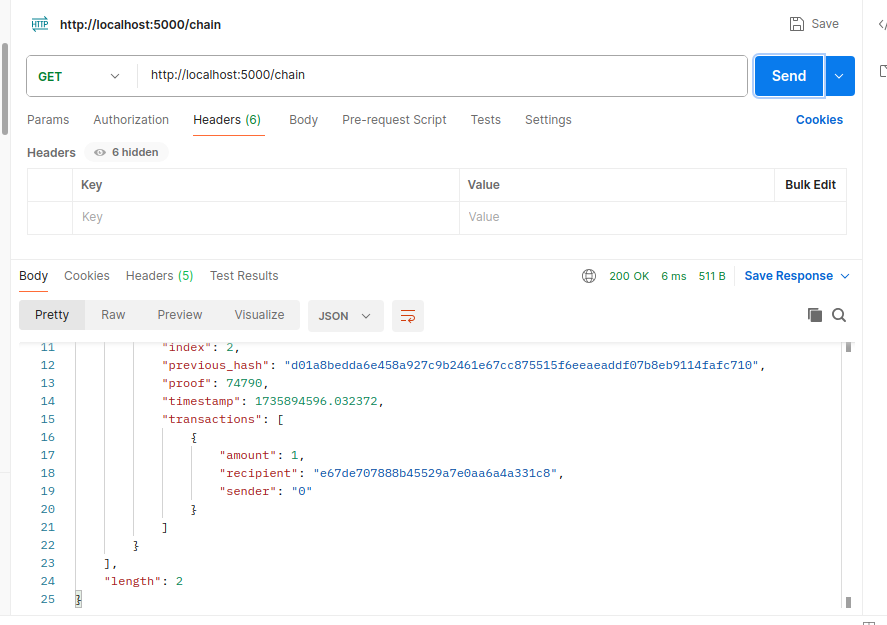 HTTP http://localhost:5000/chain Save
GET http://localhost:5000/chain Send
Params Authorization Headers (6) Body Pre-request Script Tests Settings Cookies
Headers 6 hidden
Key Value Bulk Edit
Key Value
Body Cookies Headers (5) Test Results 200 OK 6 ms 511 B Save Response
Pretty Raw Preview Visualize JSON
11 "index": 2,
12 "previous_hash": "d01a8bedda6e458a927c9b2461e67cc875515f6eeaeaddf07b8eb9114fafc710",
13 "proof": 74790,
14 "timestamp": 1735894596.032372,
15 "transactions": [
16 {
17 "amount": 1,
18 "recipient": "e67de707888b45529a7e0aa6a4a331c8",
19 "sender": "0"
20 }
21 ]
22 }
23 ],
24 "length": 2
25 }